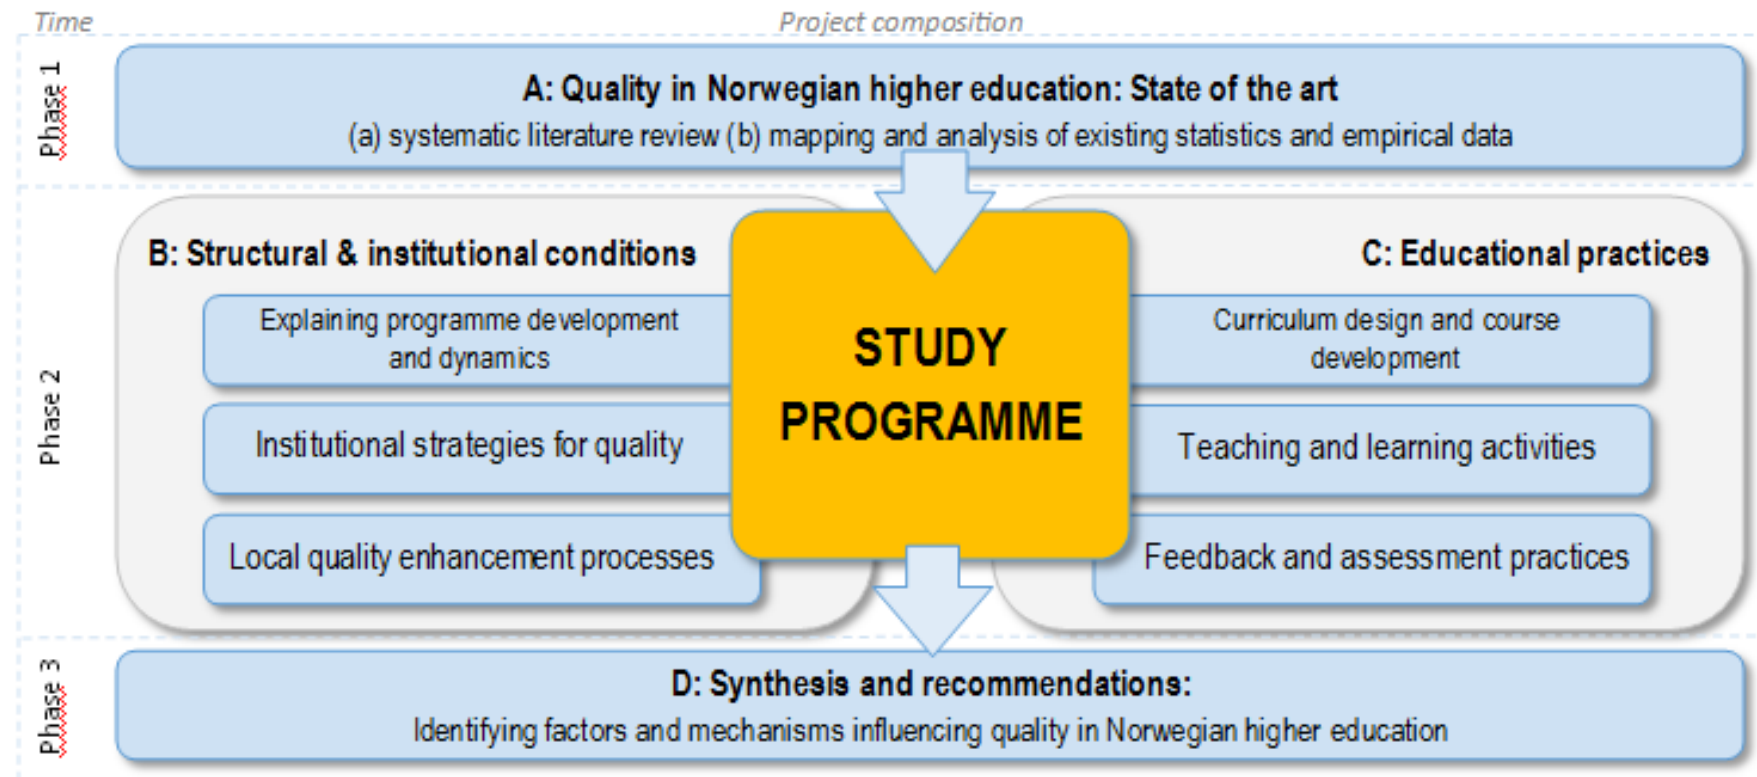 Time
Project composition
Phase 1
A: Quality in Norwegian higher education: State of the art
(a) systematic literature review (b) mapping and analysis of existing statistics and empirical data
Phase 2
B: Structural & institutional conditions
Explaining programme development
and dynamics
Institutional strategies for quality
Local quality enhancement processes
STUDY
PROGRAMME
C: Educational practices
Curriculum design and course
development
Teaching and learning activities
Feedback and assessment practices
Phase 3
D: Synthesis and recommendations:
Identifying factors and mechanisms influencing quality in Norwegian higher education